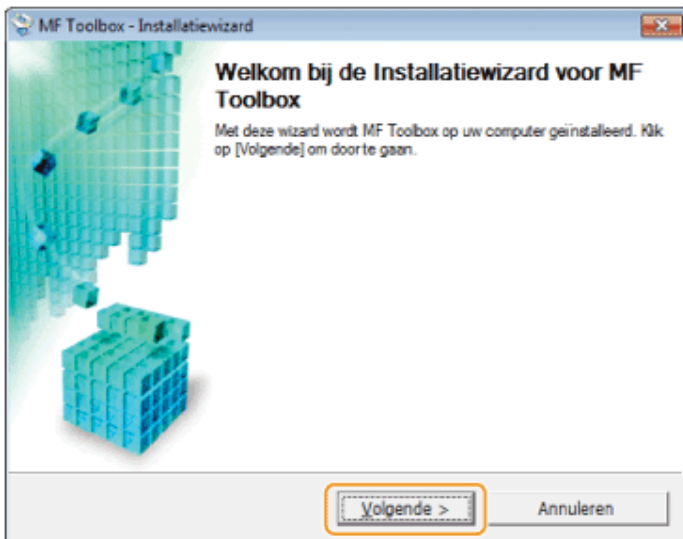 MF Toolbox - Installatiewizard
Welkom bij de Installatiewizard voor MF
Toolbox
Met deze wizard wordt MF Toolbox op uw computer geïnstalleerd. Klik
op [Volgende] om door te gaan.
Volgende >
Annuleren